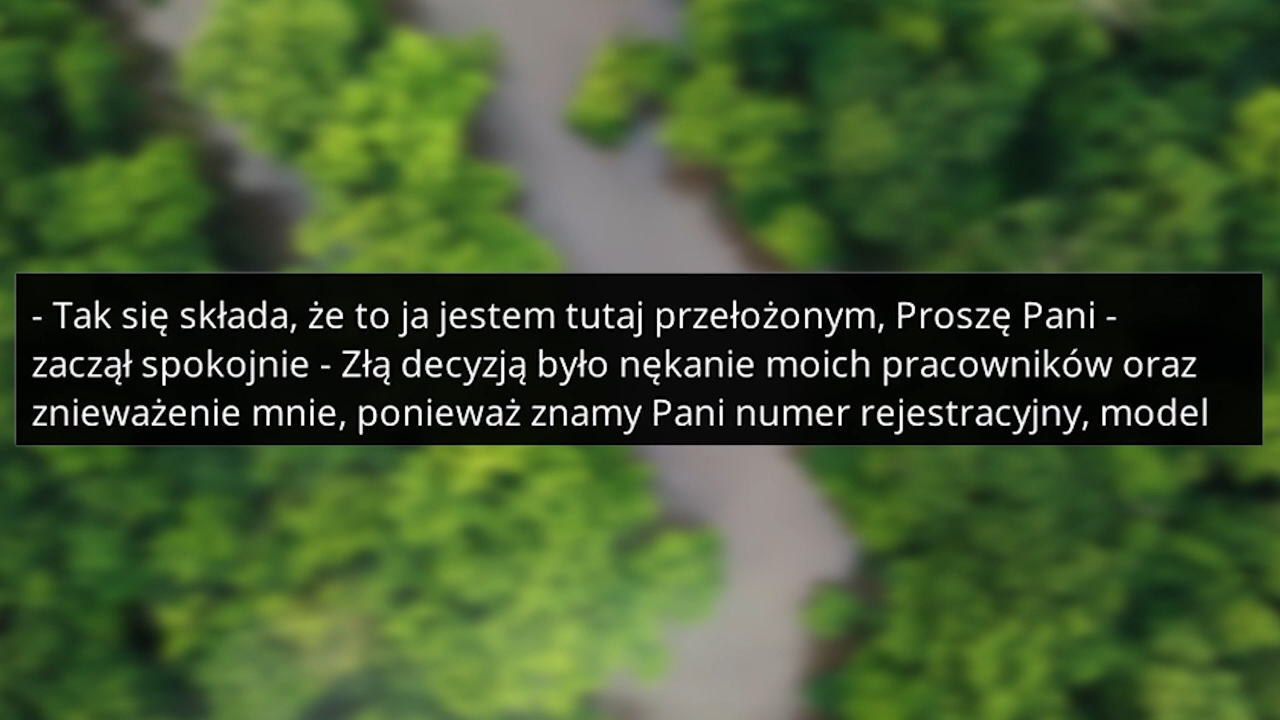 - Tak się składa, że to ja jestem tutaj przełożonym, Proszę Pani -
zaczął spokojnie - Złą decyzją było nękanie moich pracowników oraz
znieważenie mnie, ponieważ znamy Pani numer rejestracyjny, model